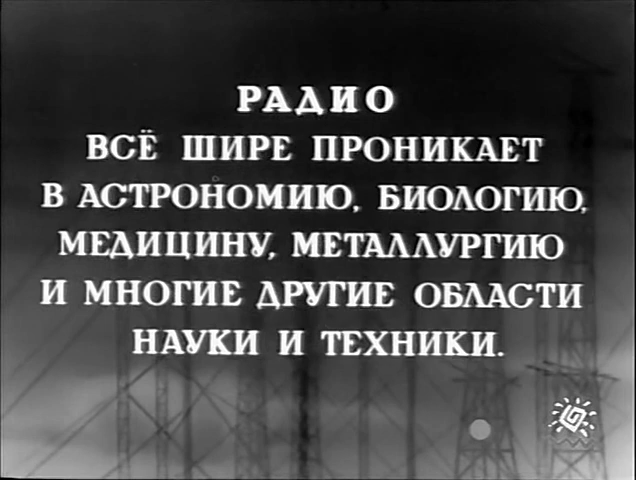 РАДИО
ВСЁ ШИРЕ ПРОНИКАЕТ
В АСТРОНОМИЮ, БИОЛОГИЮ,
МЕДИЦИНУ, МЕТАЛЛУРГИЮ
И МНОГИЕ ДРУГИЕ ОБЛАСТИ
НАУКИ И ТЕХНИКИ.